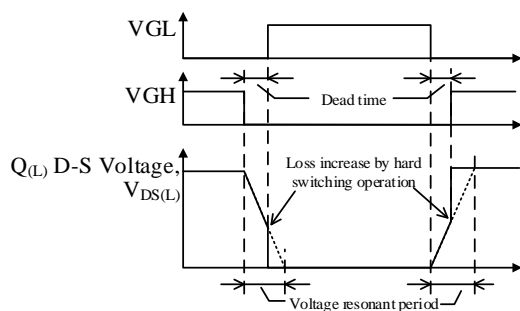 VGL
VGH
Dead time
Q(L) D-S Voltage,
VDS(L)
Loss increase by hard
switching operation
Voltage resonant period